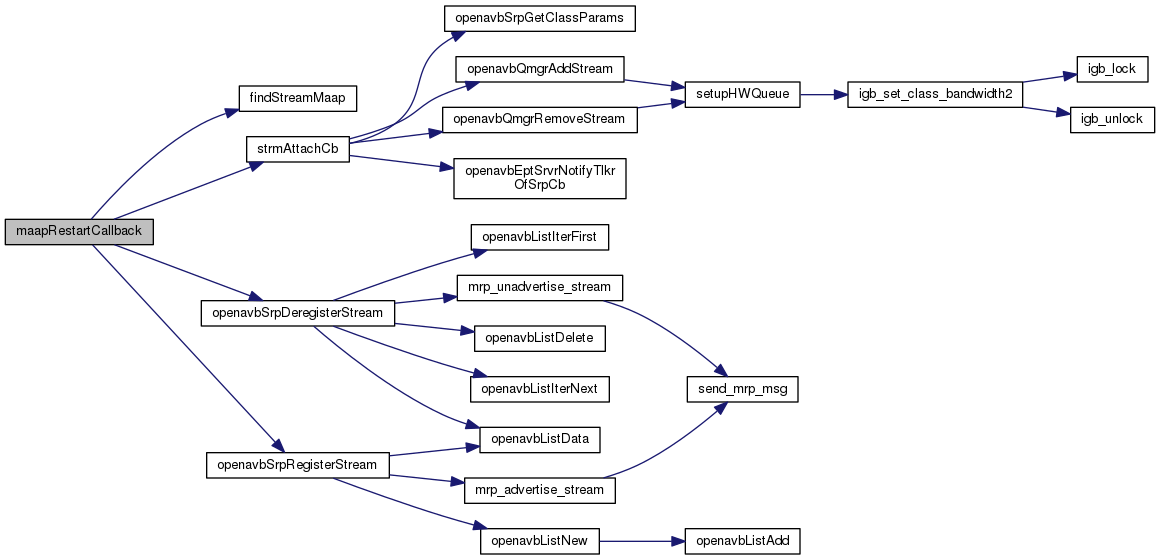 openavbSrpGetClassParams
openavbQmgrAddStream
igb_lock
findStreamMaap
setupHWQueue
igb_set_class_bandwidth2
openavbQmgrRemoveStream
igb_unlock
strmAttachCb
openavbEptSrvrNotifyTlkr
OfSrpCb
maapRestartCallback
openavbListIterFirst
mrp_unadvertise_stream
openavbSrpDeregisterStream
openavbListDelete
openavbListIterNext
send_mrp_msg
openavbListData
openavbSrpRegisterStream
mrp_advertise_stream
openavbListNew
openavbListAdd